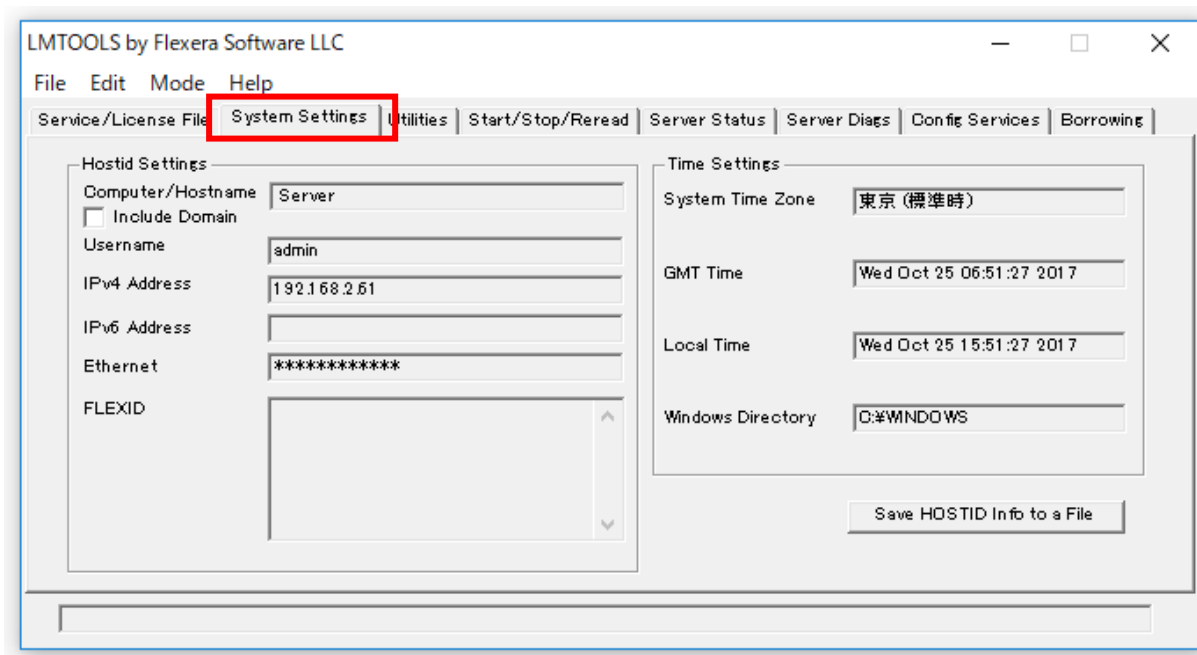 LMTOOLS by Flexera Software LLC
File Edit Mode Help
Service/License File System Settings Utilities Start/Stop/Reread Server Status Server Diags Config Services Borrowing
Hostid Settings
Computer/Hostname Server
Include Domain
Username admin
IPv4 Address 192.168.2.61
IPv6 Address
Ethernet ************
FLEXID
Time Settings
System Time Zone 東京 (標準時)
GMT Time Wed Oct 25 06:51:27 2017
Local Time Wed Oct 25 15:51:27 2017
Windows Directory C:¥WINDOWS
Save HOSTID Info to a File